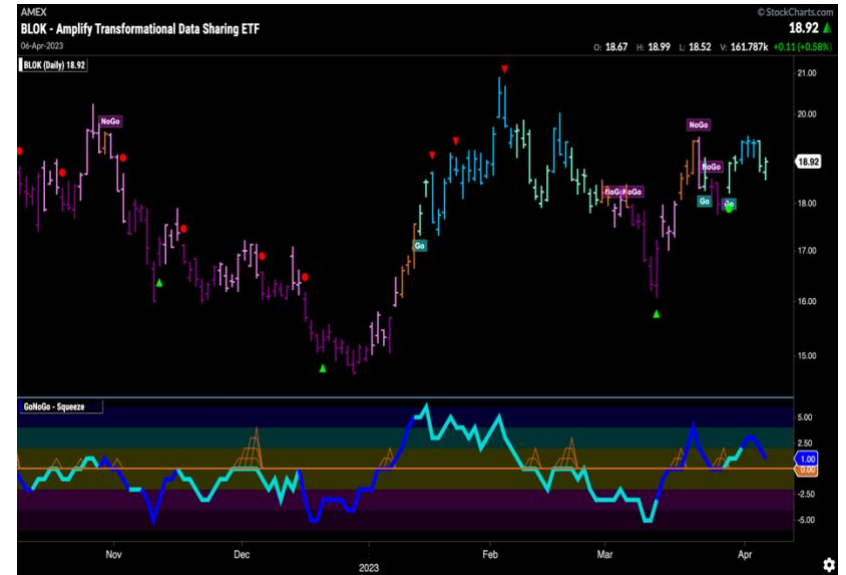 AMEX
© StockCharts.com
BLOK - Amplify Transformational Data Sharing ETF
18.92
06-Apr-2023
O: 18.67 H: 18.99 L: 18.52 V: 161.787k +0.11 (+0.58%)
BLOK (Daily) 18.92
21.00
20.00
NoGo
NoGo
18.92
NoGo
NoGo
NoGo
18.00
Go
Go
Go
17.00
16.00
15.00
GoNoGo - Squeeze
5.00
2.50
1.00
0.00
-2.50
-5.00
Nov Dec 2023 Feb Mar Apr